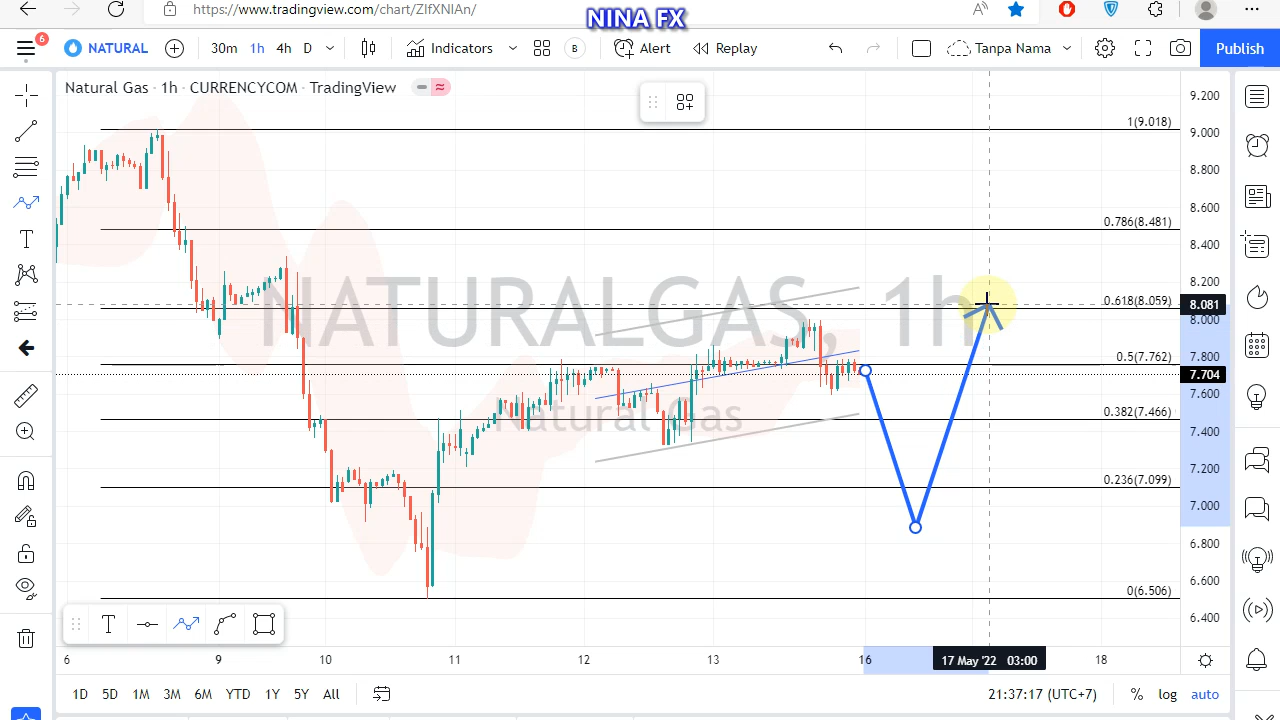 https://www.tradingview.com/chart/ZIfXNIAn/
NINA FX
6
NATURAL
30m 1h 4h D
Indicators
B
Alert
Replay
Tanpa Nama
Publish
Natural Gas · 1h · CURRENCYCOM · TradingView
9.200
1(9.018)
9.000
8.800
8.600
0.786(8.481)
8.400
NATURALGAS, 1h
Natural Gas
8.200
0.618(8.059)
8.081
8.000
7.800
0.5(7.762)
7.704
7.600
0.382(7.466)
7.400
7.200
0.236(7.099)
7.000
6.800
6.600
0(6.506)
6.400
6 9 10 11 12 13 16 17 May '22 03:00 18
1D 5D 1M 3M 6M YTD 1Y 5Y All
21:37:17 (UTC+7)
% log auto